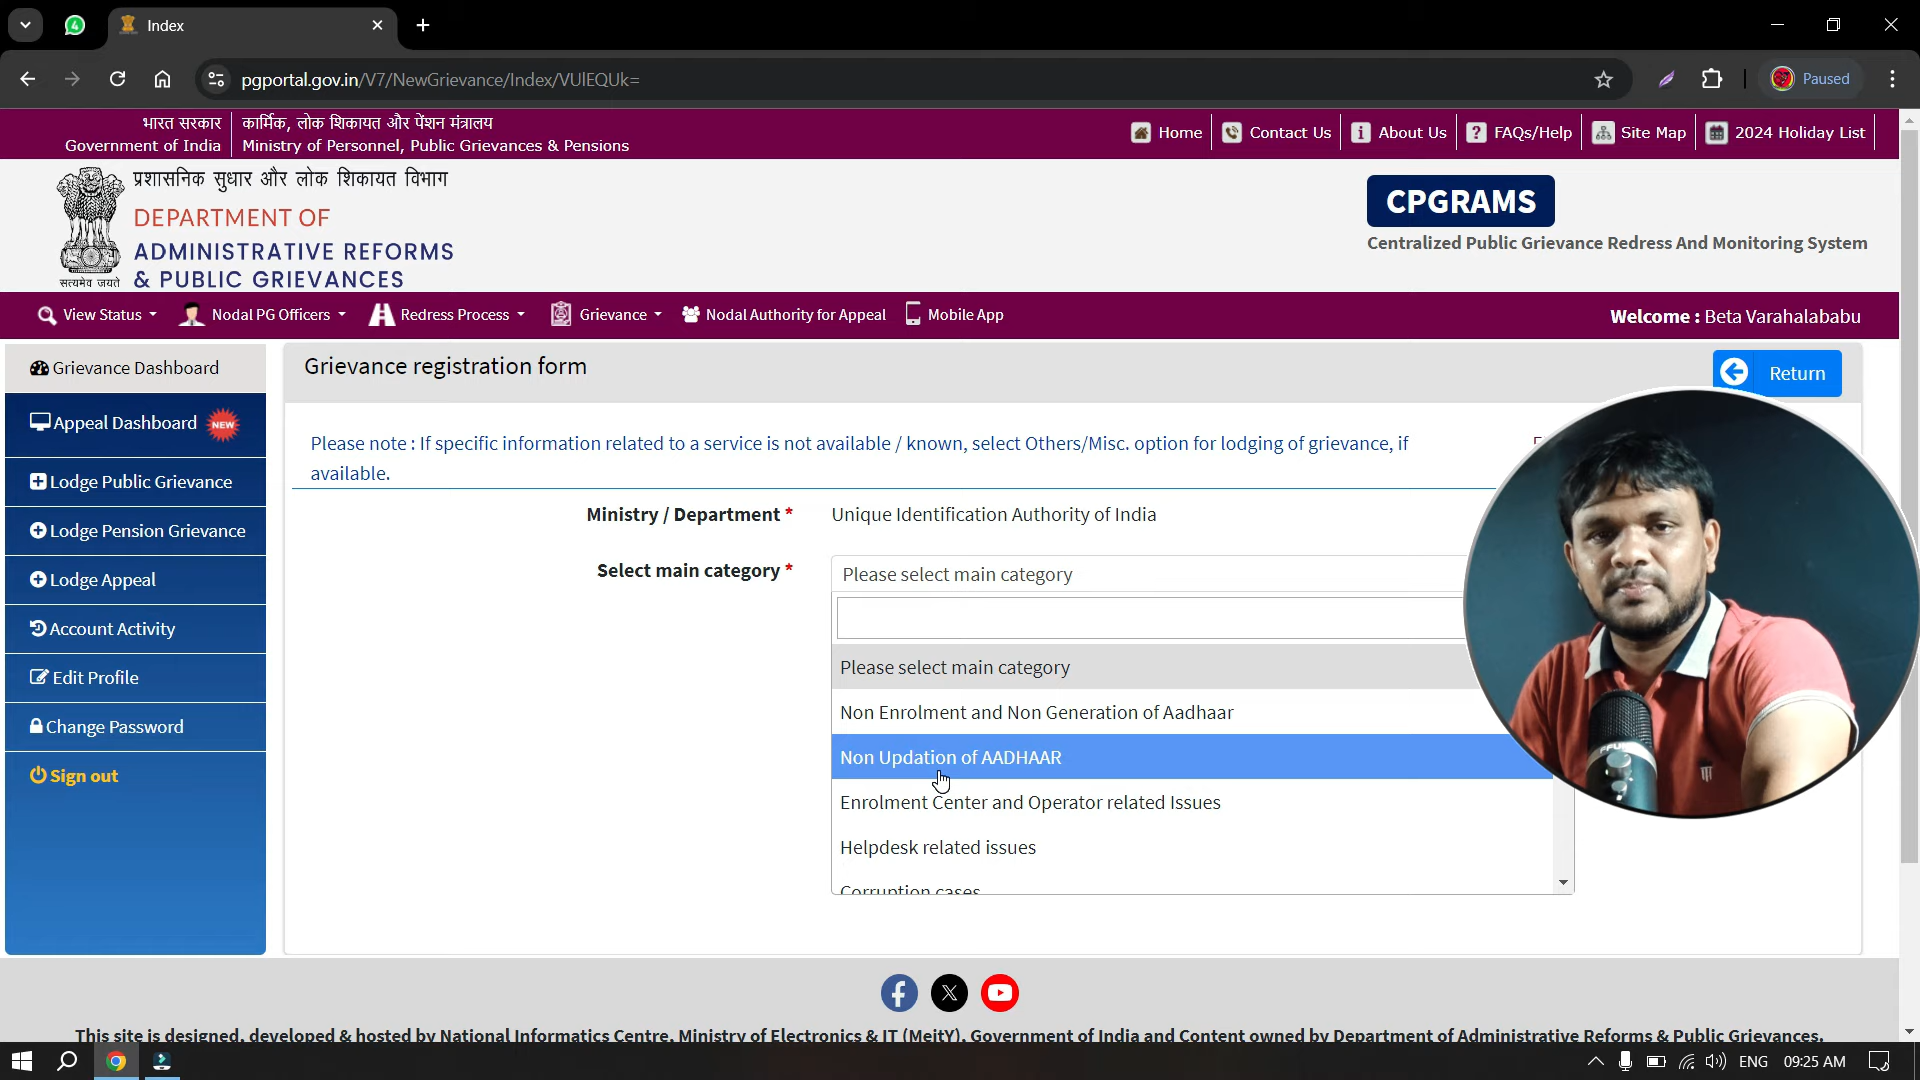 Index
pgportal.gov.in/V7/NewGrievance/Index/VUlEQUk=
Paused
भारत सरकार
Government of India
कार्मिक, लोक शिकायत और पेंशन मंत्रालय
Ministry of Personnel, Public Grievances & Pensions
Home
Contact Us
About Us
FAQs/Help
Site Map
2024 Holiday List
प्रशासनिक सुधार और लोक शिकायत विभाग
DEPARTMENT OF
ADMINISTRATIVE REFORMS
& PUBLIC GRIEVANCES
सत्यमेव जयते
CPGRAMS
Centralized Public Grievance Redress And Monitoring System
View Status
Nodal PG Officers
Redress Process
Grievance
Nodal Authority for Appeal
Mobile App
Welcome : Beta Varahalababu
Grievance Dashboard
Appeal Dashboard NEW
Lodge Public Grievance
Lodge Pension Grievance
Lodge Appeal
Account Activity
Edit Profile
Change Password
Sign out
Grievance registration form
Return
Please note : If specific information related to a service is not available / known, select Others/Misc. option for lodging of grievance, if
available.
Ministry / Department *
Unique Identification Authority of India
Select main category *
Please select main category
Please select main category
Non Enrolment and Non Generation of Aadhaar
Non Updation of AADHAAR
Enrolment Center and Operator related Issues
Helpdesk related issues
Corruption cases
This site is designed, developed & hosted by National Informatics Centre, Ministry of Electronics & IT (MeitY), Government of India and Content owned by Department of Administrative Reforms & Public Grievances.
ENG
09:25 AM